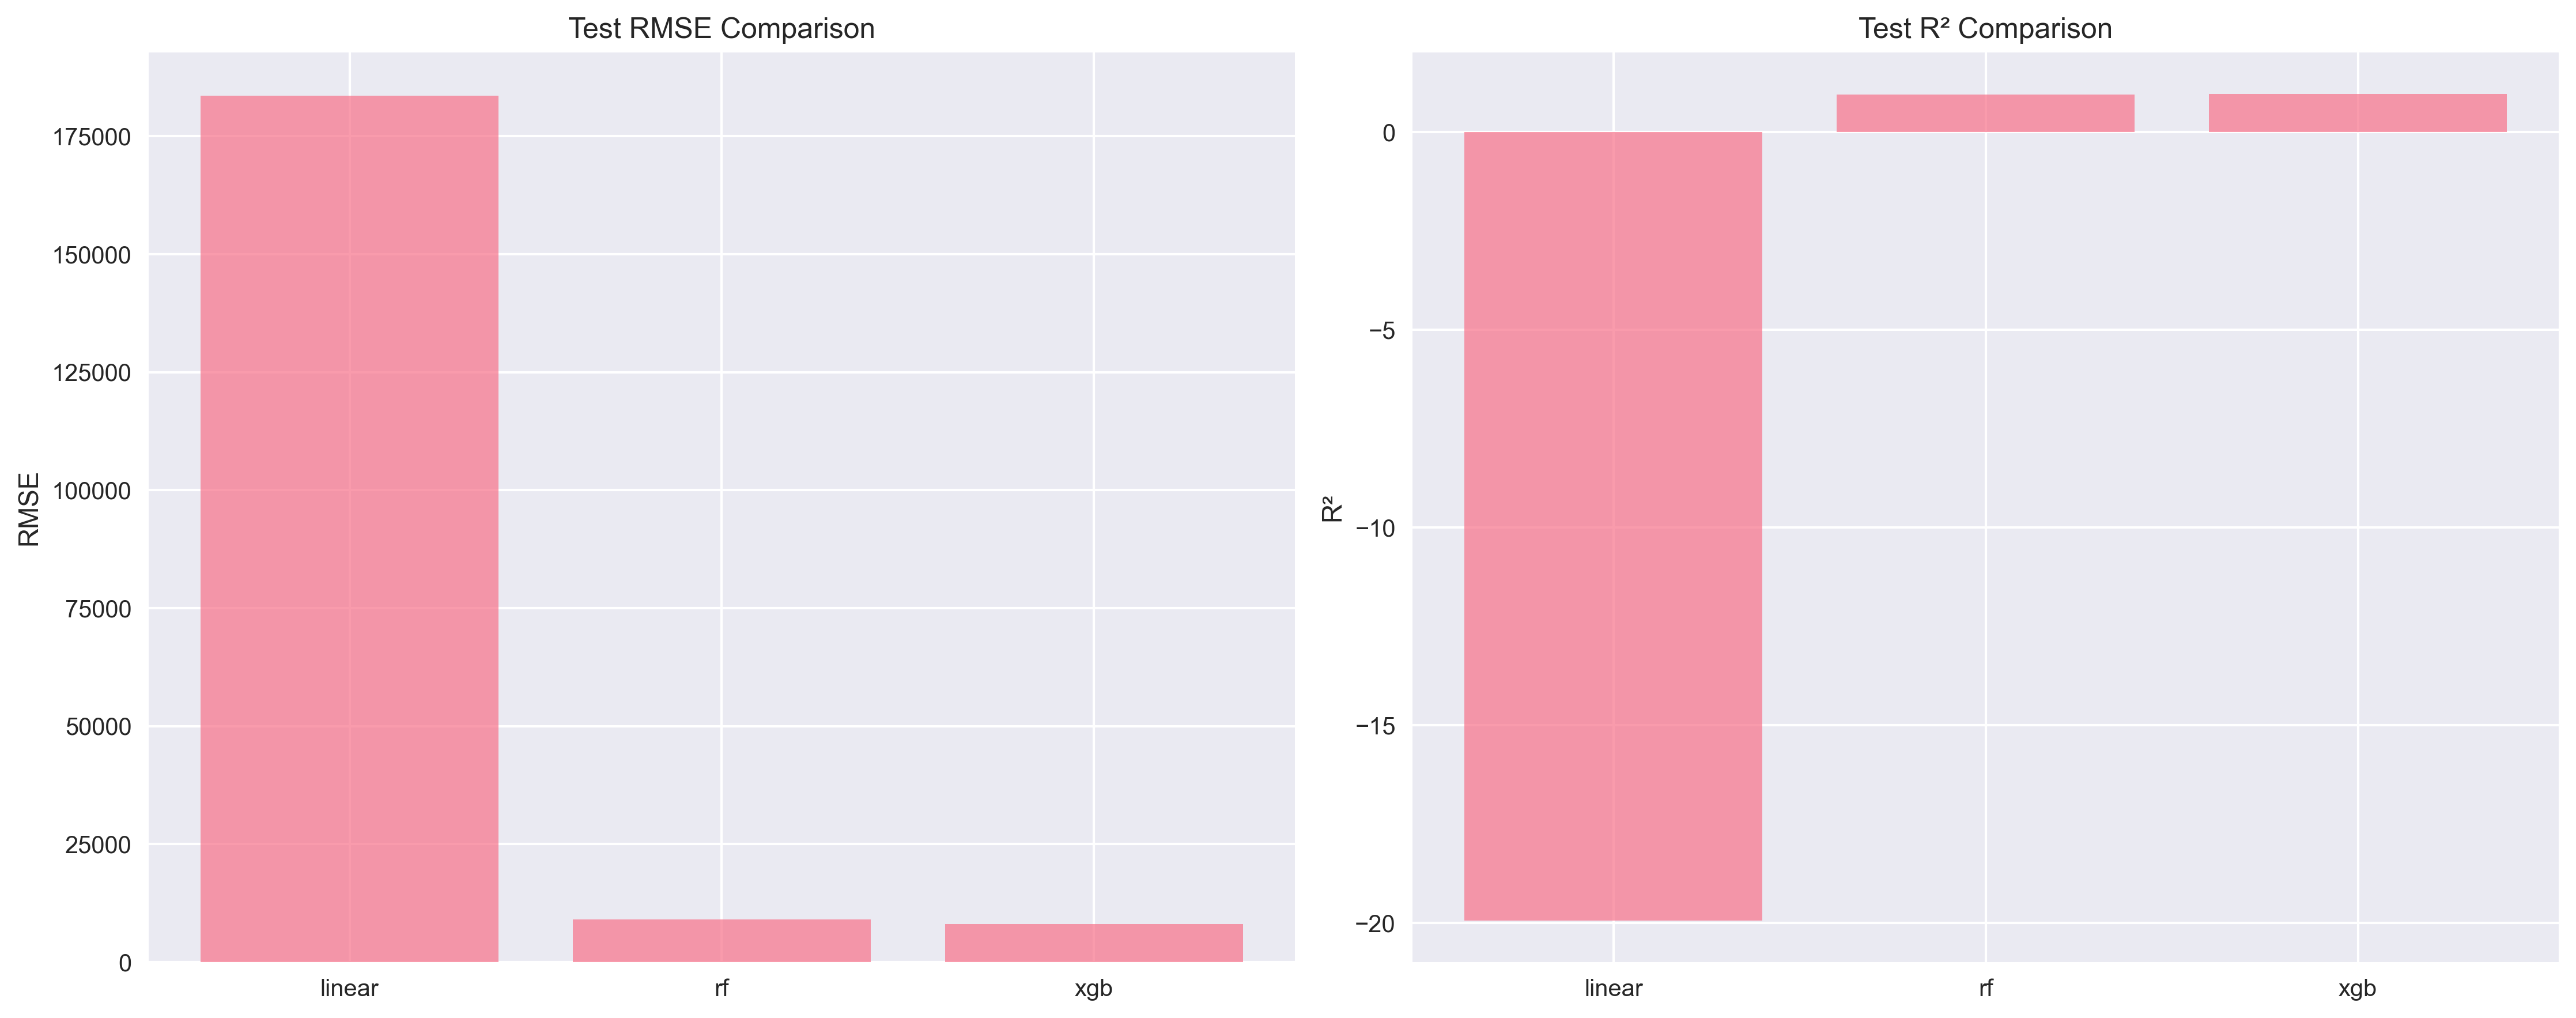 Test RMSE Comparison
RMSE
175000
150000
125000
100000
75000
50000
25000
0
linear rf xgb
Test R² Comparison
R²
0
−5
−10
−15
−20
linear rf xgb